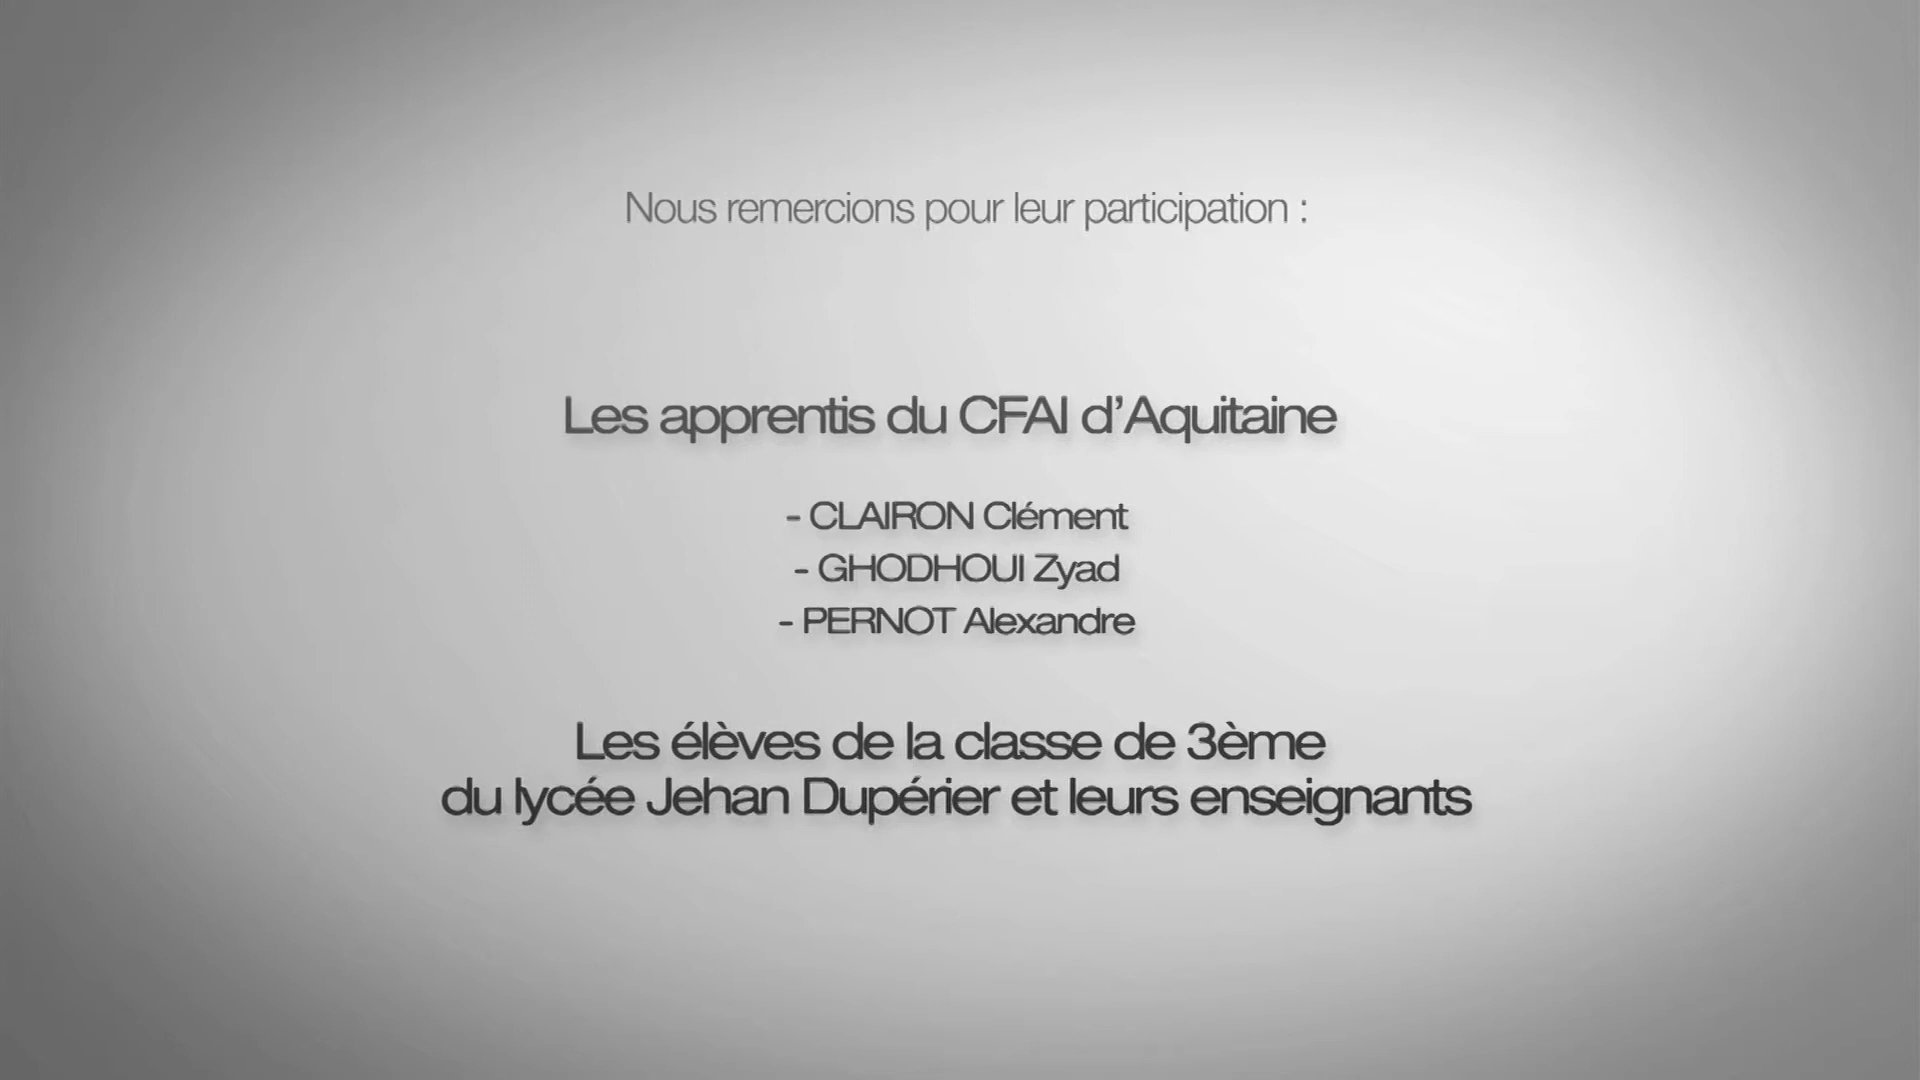 Nous remercions pour leur participation :
Les apprentis du CFAI d’Aquitaine
- CLAIRON Clément
- GHODHOUI Zyad
- PERNOT Alexandre
Les élèves de la classe de 3ème
du lycée Jehan Dupérier et leurs enseignants